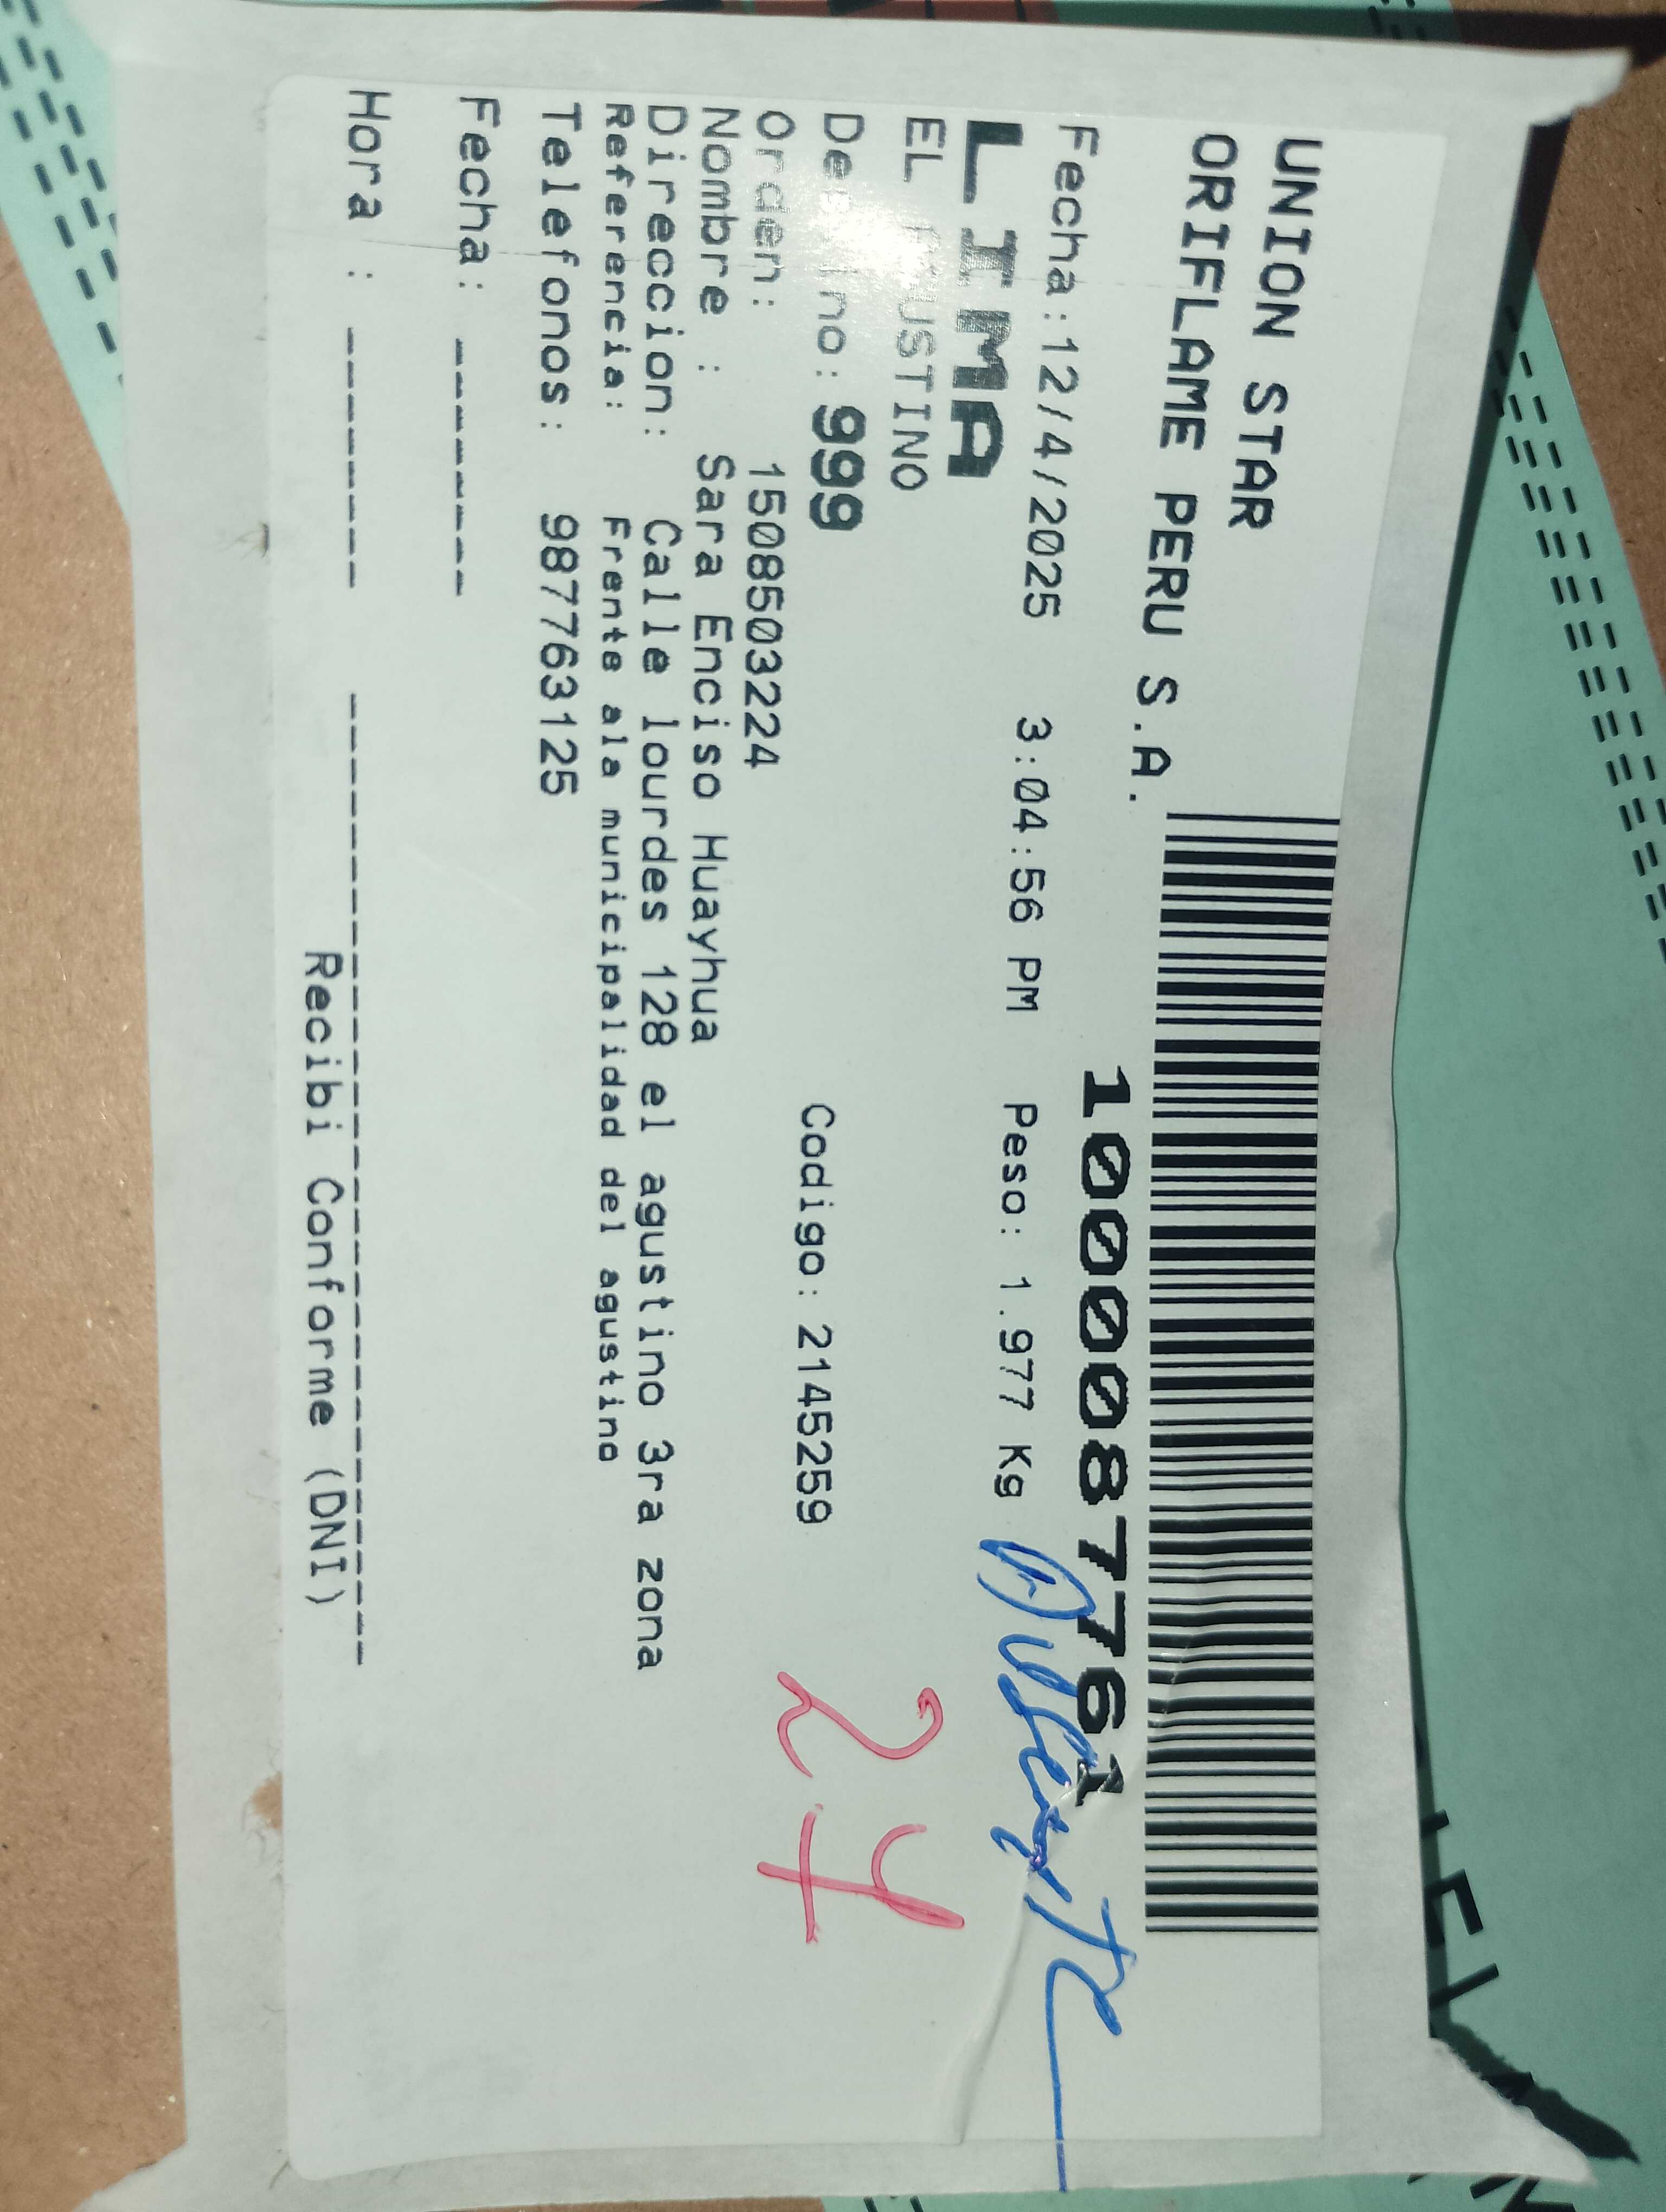 UNION STAR
ORIFLAME PERU S.A.
10000877761
Fecha:12/4/2025 3:04:56 PM Peso: 1.977 Kg
LIMA
EL AGUSTINO
Destino: 999 Codigo: 2145259
24
Orden: 1508503224
Nombre : Sara Enciso Huayhua
Direccion: Calle lourdes 128 el agustino 3ra zona
Referencia: Frente ala municipalidad del agustino
Telefonos: 987763125
Fecha: -------
Hora : ------- --------------------------
Recibi Conforme (DNI)